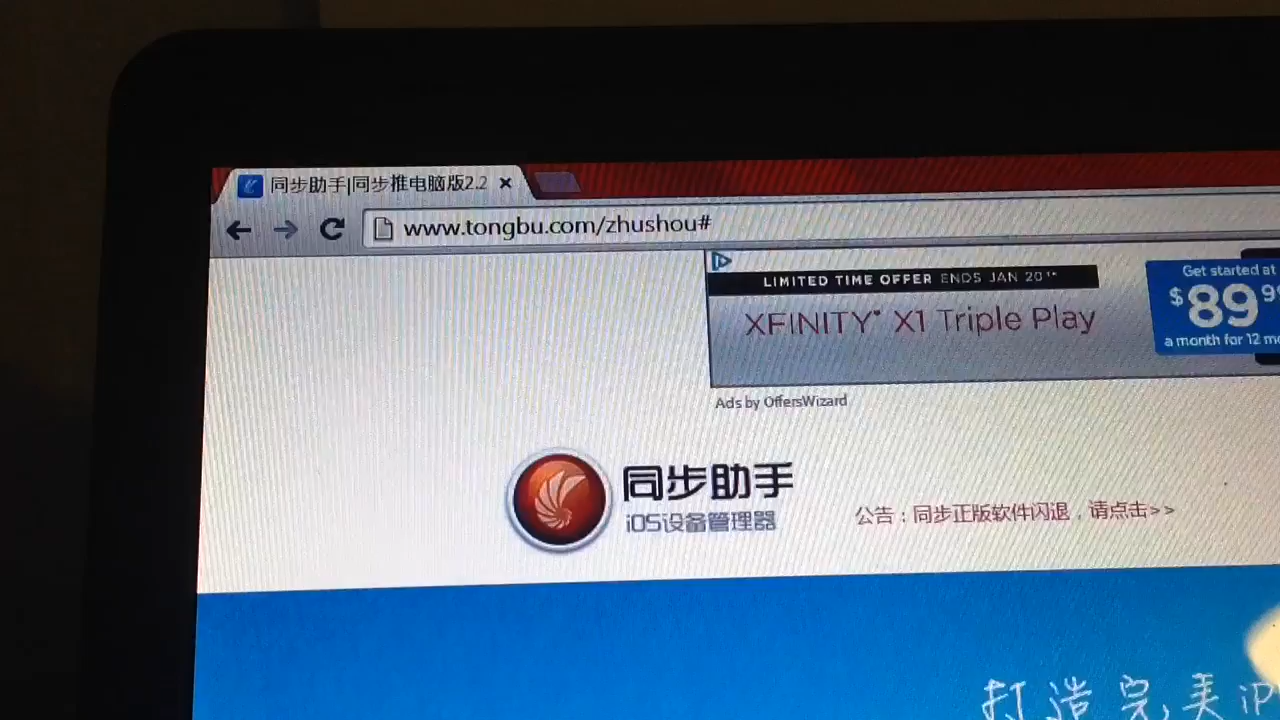 同步助手|同步推电脑版2.2
www.tongbu.com/zhushou#
LIMITED TIME OFFER ENDS JAN 20
XFINITY X1 Triple Play
Get started at
$89.99
a month for 12
Ads by OffersWizard
同步助手
iOS设备管理器
公告：同步正版软件闪退，请点击>>
打造完美iP